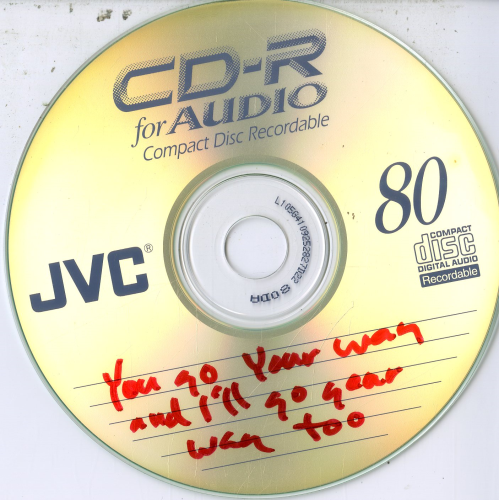 CD-R
for AUDIO
Compact Disc Recordable
80
JVC®
COMPACT
disc
DIGITAL AUDIO
Recordable
You go Your way
and I'll go your
way too